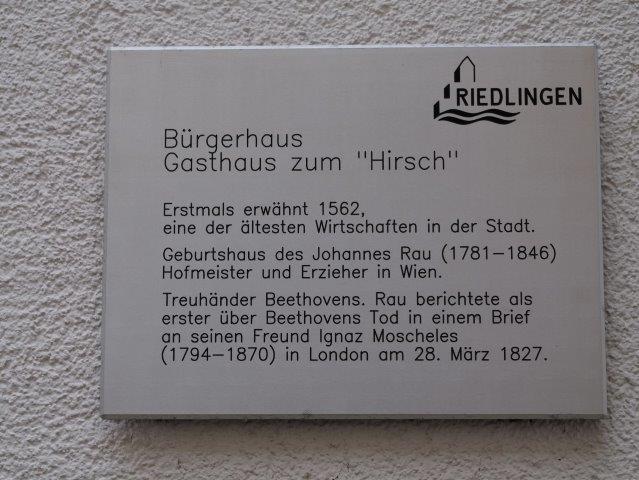 RIEDLINGEN
Bürgerhaus
Gasthaus zum "Hirsch"
Erstmals erwähnt 1562,
eine der ältesten Wirtschaften in der Stadt.
Geburtshaus des Johannes Rau (1781–1846)
Hofmeister und Erzieher in Wien.
Treuhänder Beethovens. Rau berichtete als
erster über Beethovens Tod in einem Brief
an seinen Freund Ignaz Moscheles
(1794–1870) in London am 28. März 1827.